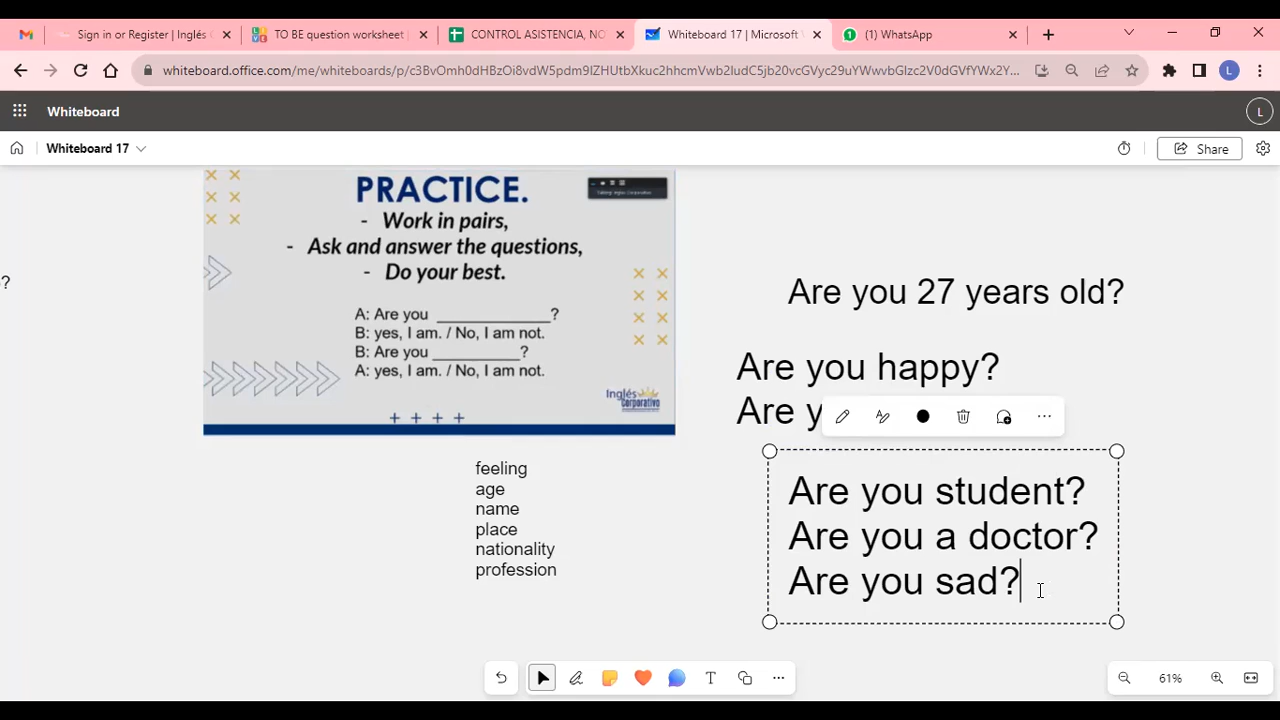 Sign in or Register | Inglés C
TO BE question worksheet
CONTROL ASISTENCIA, NO
Whiteboard 17 | Microsoft
(1) WhatsApp
Whiteboard
L
Whiteboard 17
Share
PRACTICE.
- Work in pairs,
- Ask and answer the questions,
- Do your best.
A: Are you ____________?
B: yes, I am. / No, I am not.
B: Are you _________?
A: yes, I am. / No, I am not.
Inglés
Corporativo
?
Are you 27 years old?
Are you happy?
Are y
Are you student?
Are you a doctor?
Are you sad?
feeling
age
name
place
nationality
profession
61%